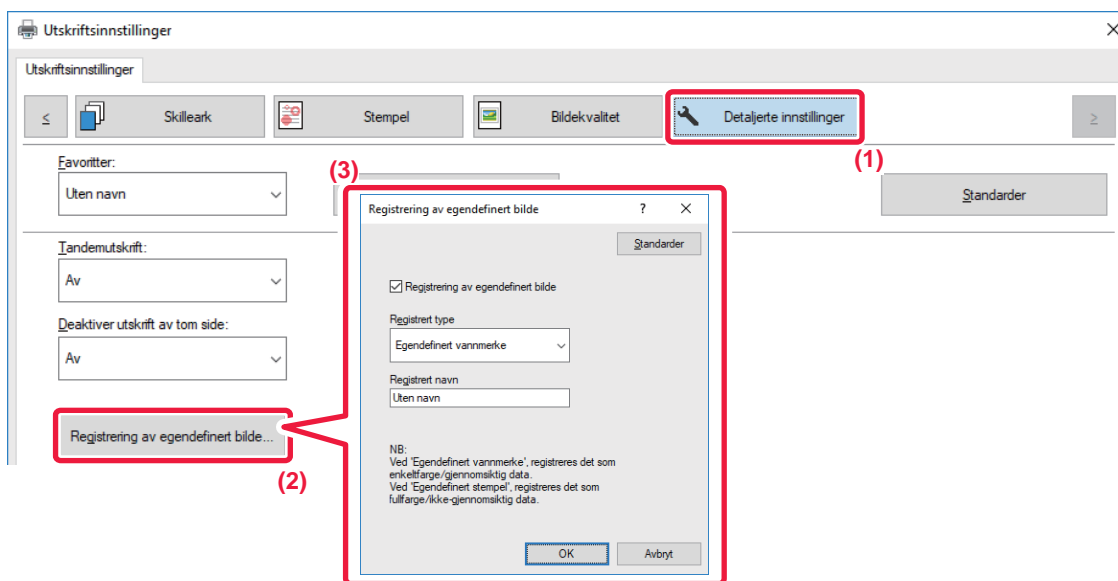 Utskriftsinnstillinger
Utskriftsinnstillinger
< Skilleark Stempel Bildekvalitet Detaljerte innstillinger >
(1)
Favoritter:
(3)
Uten navn
Standarder
Tandemutskrift:
Av
Deaktiver utskrift av tom side:
Av
Registrering av egendefinert bilde...
(2)
Registrering av egendefinert bilde ?
Standarder
Registrering av egendefinert bilde
Registrert type
Egendefinert vannmerke
Registrert navn
Uten navn
NB:
Ved 'Egendefinert vannmerke', registreres det som
enkeltfarge/gjennomsiktig data.
Ved 'Egendefinert stempel', registreres det som
fullfarge/ikke-gjennomsiktig data.
OK Avbryt